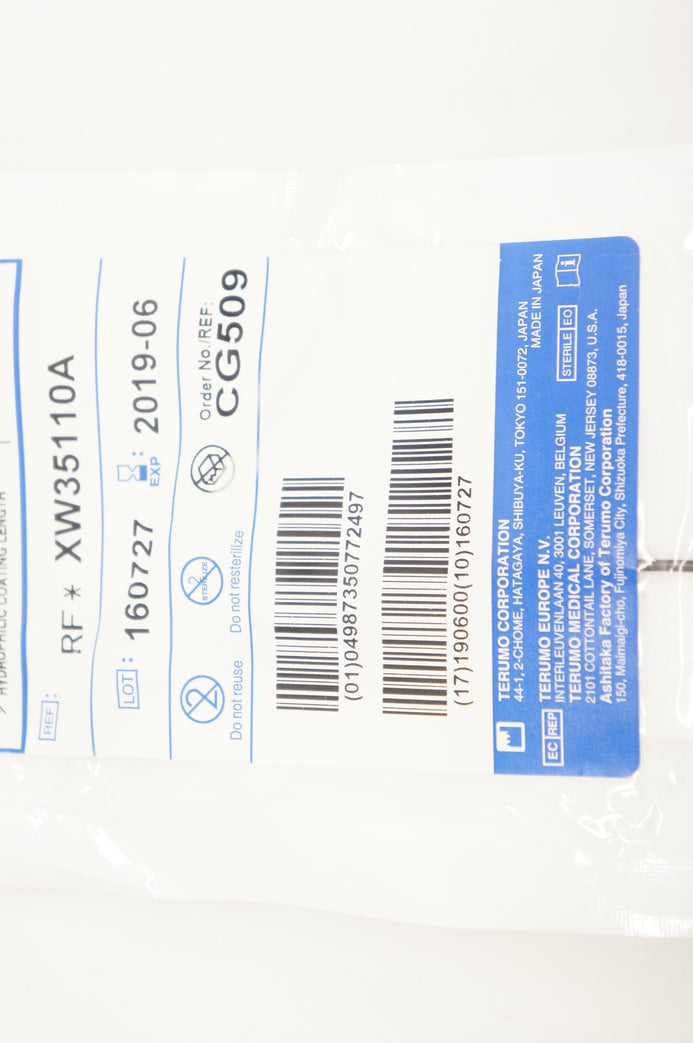 HYDROPHILIC COATING LENGTH
REF : RF * XW35110A
LOT : 160727 EXP : 2019-06
2 2 STERILIZE Order No./REF:
Do not reuse Do not resterilize CG509
(01)04987350772497
(17)190600(10)160727
TERUMO CORPORATION
44-1, 2-CHOME, HATAGAYA, SHIBUYA-KU, TOKYO 151-0072, JAPAN
MADE IN JAPAN
EC REP TERUMO EUROPE N.V.
INTERLEUVENLAAN 40, 3001 LEUVEN, BELGIUM STERILE EO i
TERUMO MEDICAL CORPORATION
2101 COTTONTAIL LANE, SOMERSET, NEW JERSEY 08873, U.S.A.
Ashitaka Factory of Terumo Corporation
150, Maimaigi-cho, Fujinomiya City, Shizuoka Prefecture, 418-0015, Japan